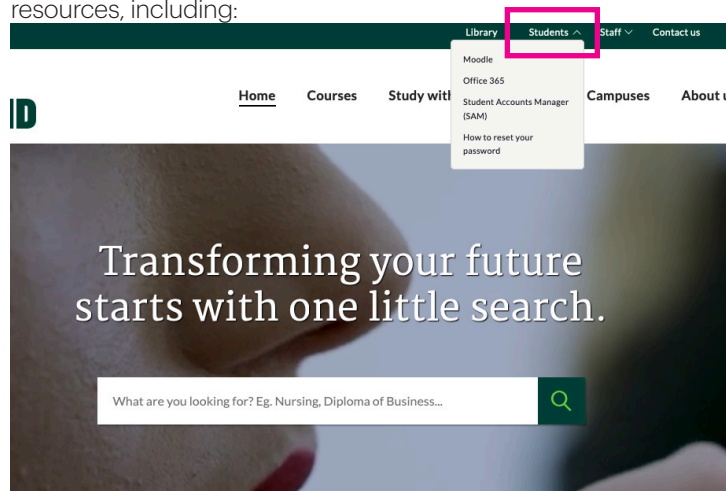 resources, including:
Library Students Staff Contact us
Moodle
Office 365
Student Accounts Manager
(SAM)
How to reset your
password
Home Courses Study Campuses About
Transforming your future
starts with one little search.
What are you looking for? Eg. Nursing, Diploma of Business...